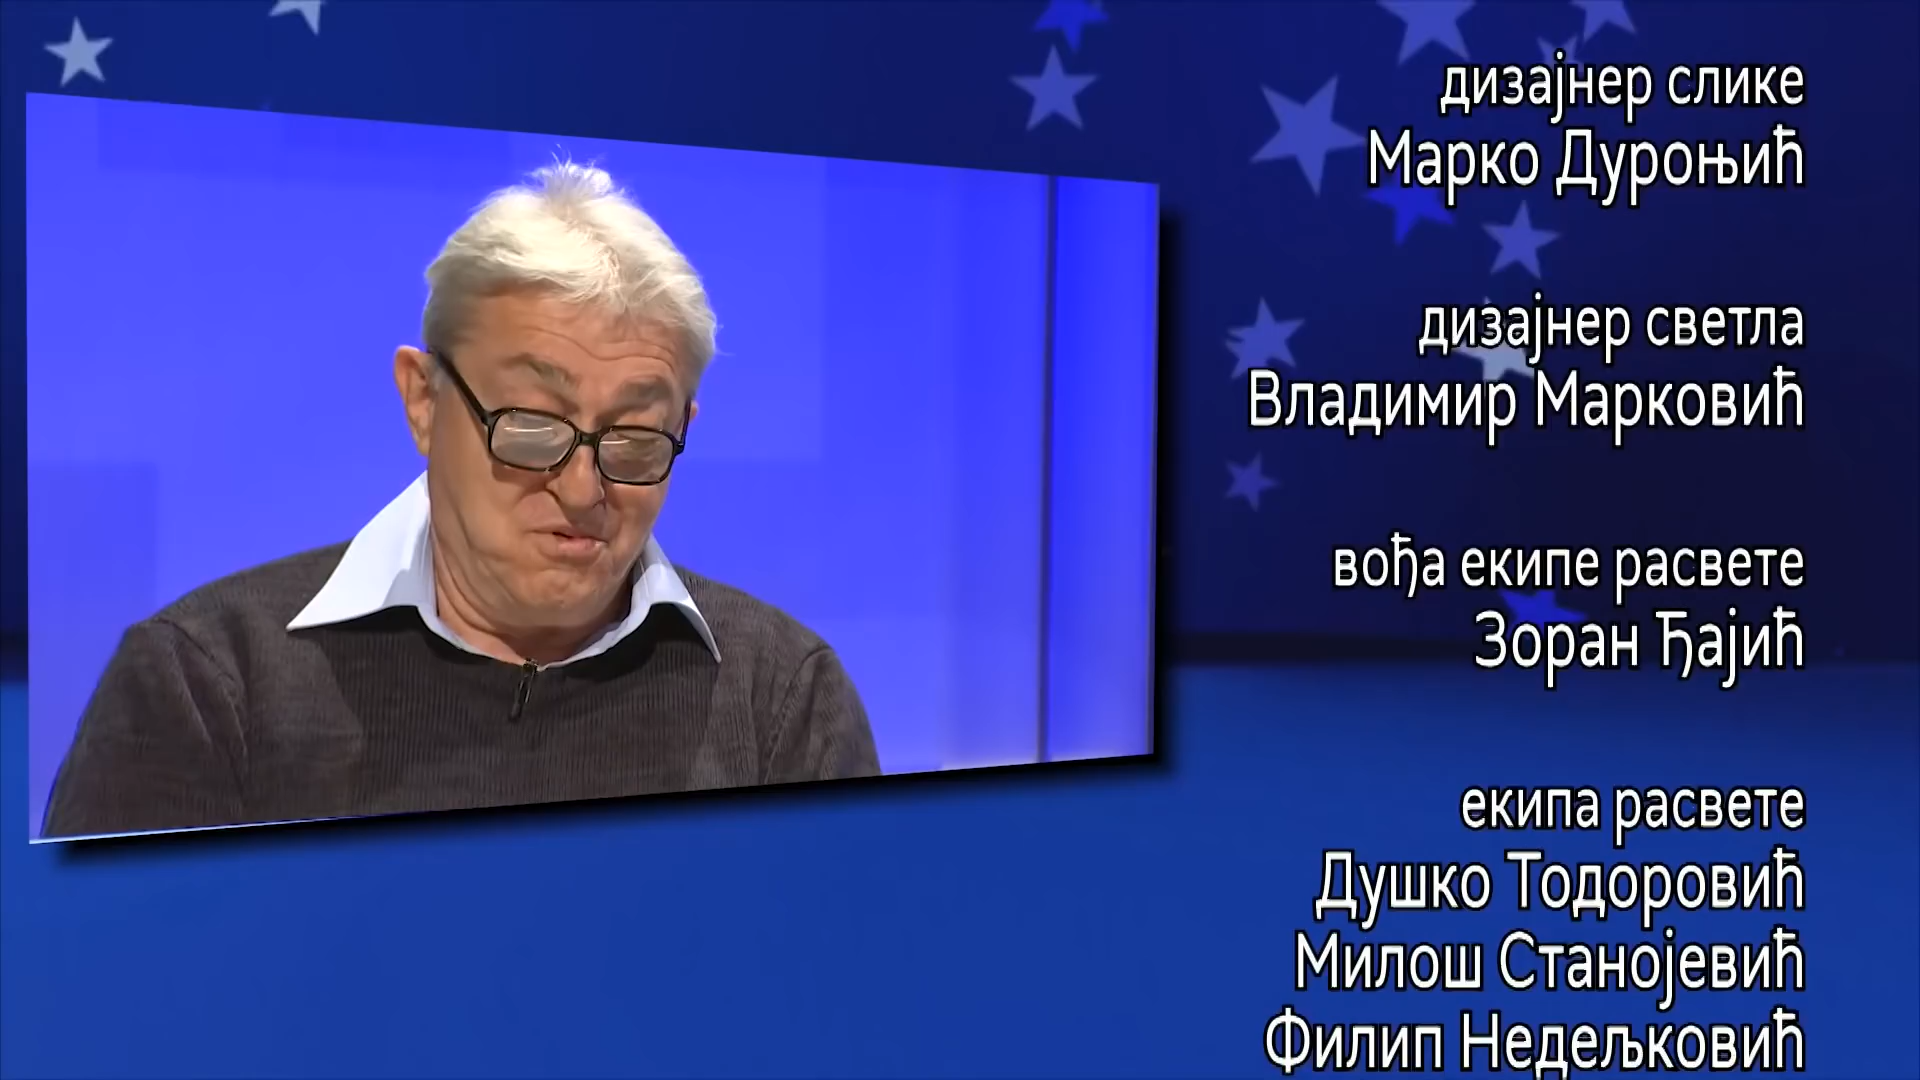 дизајнер слике
Марко Дуроњић
дизајнер светла
Владимир Марковић
вођа екипе расвете
Зоран Ђајић
екипа расвете
Душко Тодоровић
Милош Станојевић
Филип Недељковић